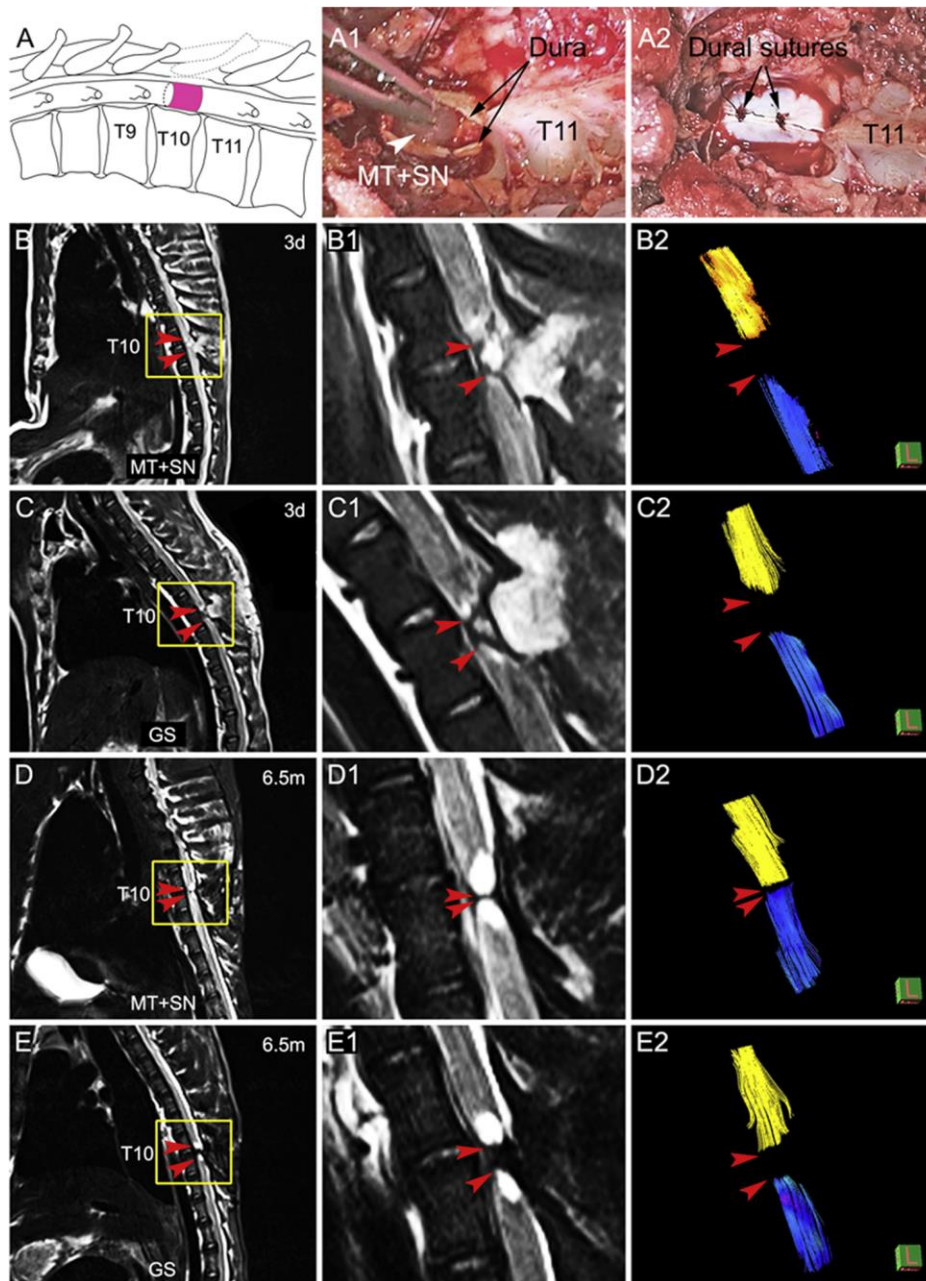 A
T9
T10
T11
A1
Dura
MT+SN
T11
A2
Dural sutures
T11
B
3d
T10
MT+SN
B1
B2
L
C
3d
T10
GS
C1
C2
L
D
6.5m
T10
MT+SN
D1
D2
L
E
6.5m
T10
GS
E1
E2
L